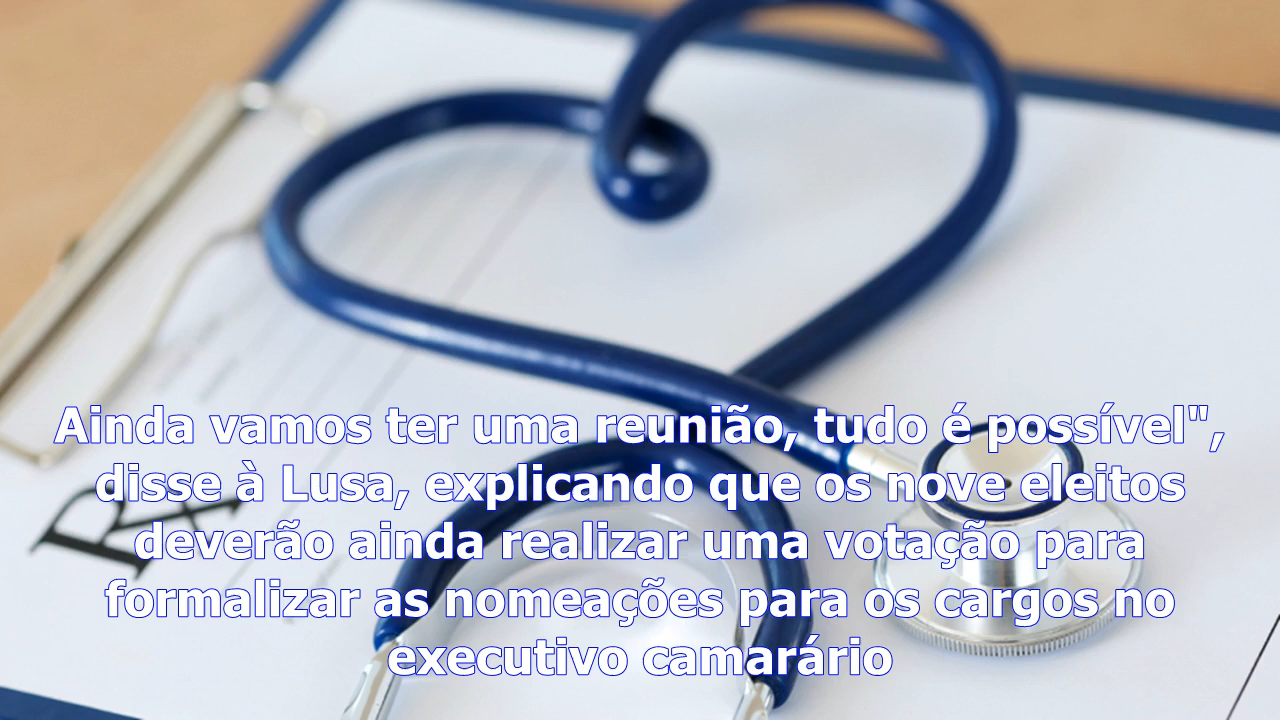 Ainda vamos ter uma reunião, tudo é possível",
disse à Lusa, explicando que os nove eleitos
deverão ainda realizar uma votação para
formalizar as nomeações para os cargos no
executivo camarário
Rx